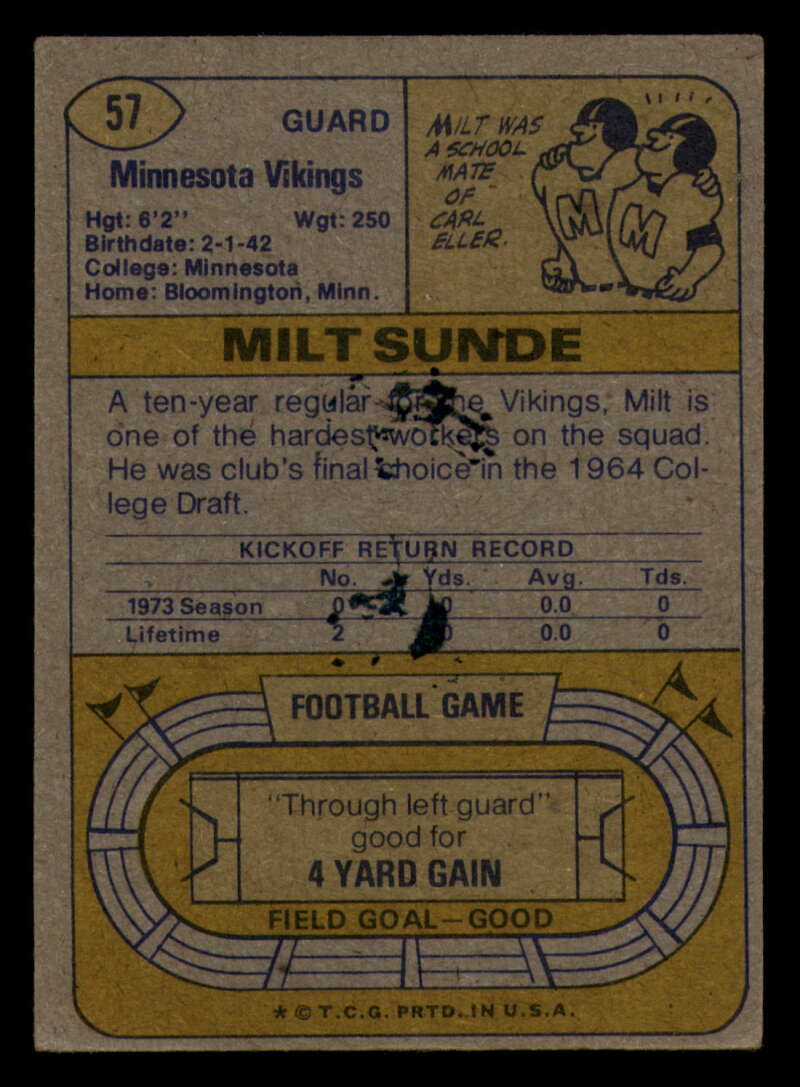 57
GUARD
Minnesota Vikings
Hgt: 6'2'' Wgt: 250
Birthdate: 2-1-42
College: Minnesota
Home: Bloomington, Minn.
MILT WAS
A SCHOOL
MATE
OF
CARL
ELLER.
M M
MILT SUNDE
A ten-year regular for the Vikings, Milt is
one of the hardest workers on the squad.
He was club's final choice in the 1964 Col-
lege Draft.
KICKOFF RETURN RECORD
No. Yds. Avg. Tds.
1973 Season 0 0 0.0 0
Lifetime 2 0 0.0 0
FOOTBALL GAME
"Through left guard"
good for
4 YARD GAIN
FIELD GOAL—GOOD
* © T.C.G. PRTD. IN U.S.A.